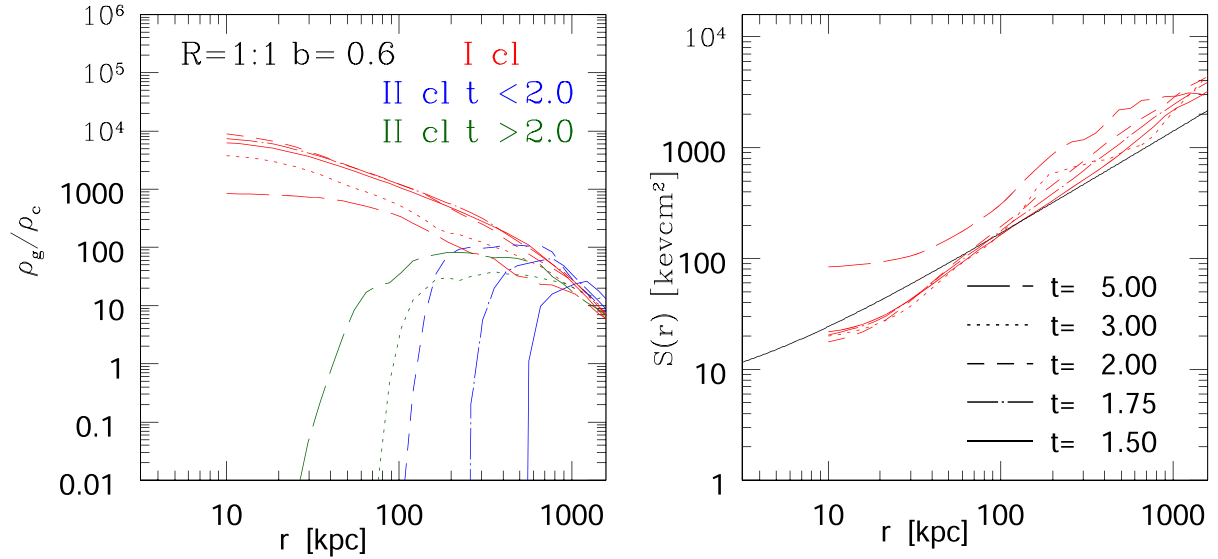 10⁶
10⁵
10⁴
1000
100
10
1
0.1
0.01
ρg/ρc
R=1:1 b= 0.6
I cl
II cl t <2.0
II cl t >2.0
10 100 1000
r [kpc]
10⁴
1000
100
10
1
S(r) [kevcm²]
t= 5.00
t= 3.00
t= 2.00
t= 1.75
t= 1.50
10 100 1000
r [kpc]